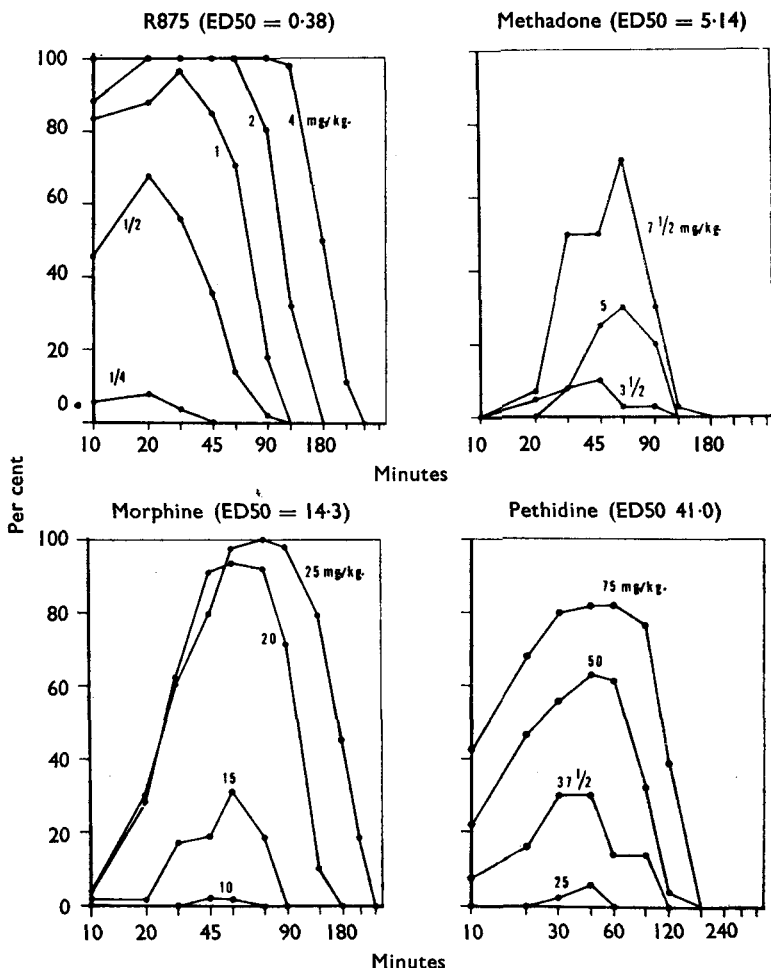 R875 (ED50 = 0·38)
Methadone (ED50 = 5·14)
100
80
60
40
20
0
4 mg/kg.
2
1
1/2
1/4
10 20 45 90 180
7 1/2 mg/kg.
5
3 1/2
10 20 45 90 180
Minutes
Per cent
Morphine (ED50 = 14·3)
Pethidine (ED50 41·0)
100
80
60
40
20
0
25 mg/kg.
20
15
10
10 20 45 90 180
75 mg/kg.
50
37 1/2
25
10 30 60 120 240
Minutes